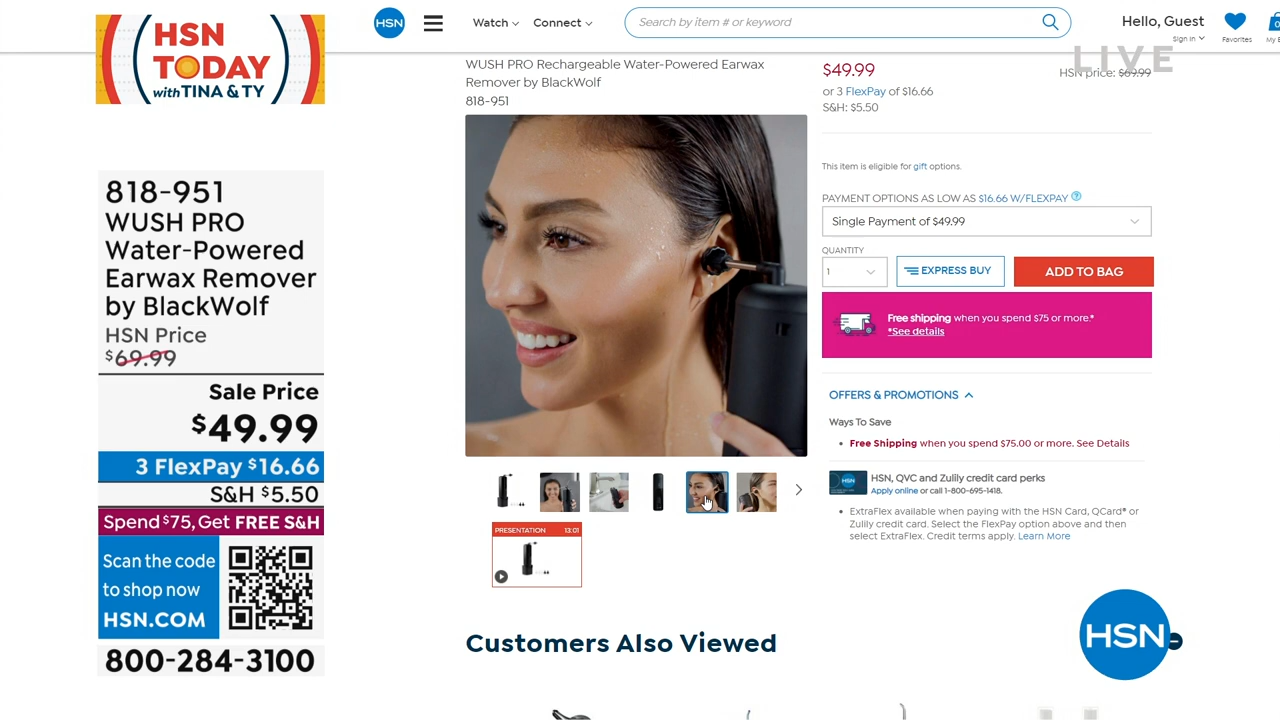 HSN
TODAY
with TINA & TY
818-951
WUSH PRO
Water-Powered
Earwax Remover
by BlackWolf
HSN Price
$69.99
Sale Price
$49.99
3 FlexPay $16.66
S&H $5.50
Spend $75, Get FREE S&H
Scan the code
to shop now
HSN.COM
800-284-3100
HSN
Watch
Connect
Search by item # or keyword
Hello, Guest
Sign In
Favorites
0
LIVE
WUSH PRO Rechargeable Water-Powered Earwax
Remover by BlackWolf
818-951
$49.99
HSN price: $69.99
or 3 FlexPay of $16.66
S&H: $5.50
This item is eligible for gift options.
PAYMENT OPTIONS AS LOW AS $16.66 W/FLEXPAY ?
Single Payment of $49.99
QUANTITY
1
EXPRESS BUY
ADD TO BAG
Free shipping when you spend $75 or more.*
*See details
OFFERS & PROMOTIONS
Ways To Save
• Free Shipping when you spend $75.00 or more. See Details
HSN
HSN, QVC and Zulily credit card perks
Apply online or call 1-800-695-1418.
• ExtraFlex available when paying with the HSN Card, QCard® or
Zulily credit card. Select the FlexPay option above and then
select ExtraFlex. Credit terms apply. Learn More
PRESENTATION 13:01
Customers Also Viewed
HSN